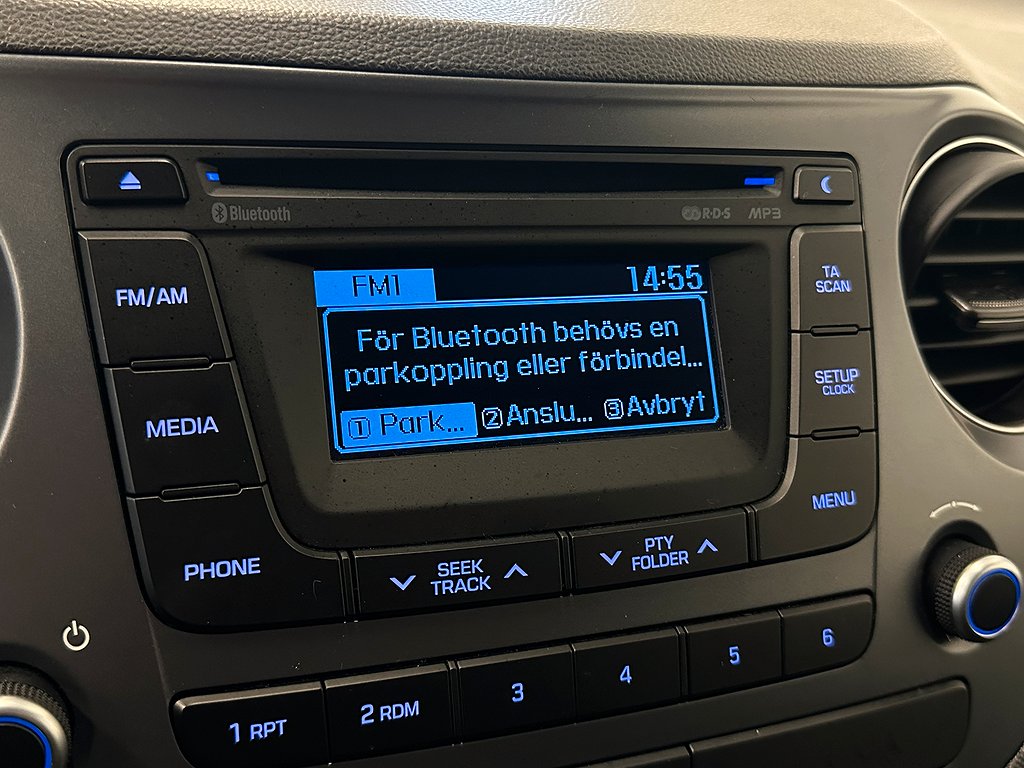 Bluetooth
R·D·S
MP3
FM/AM
MEDIA
PHONE
FM1
14:55
För Bluetooth behövs en
parkoppling eller förbindel...
1 Park...
2 Anslu...
3 Avbryt
TA
SCAN
SETUP
CLOCK
MENU
SEEK
TRACK
PTY
FOLDER
1 RPT
2 RDM
3
4
5
6